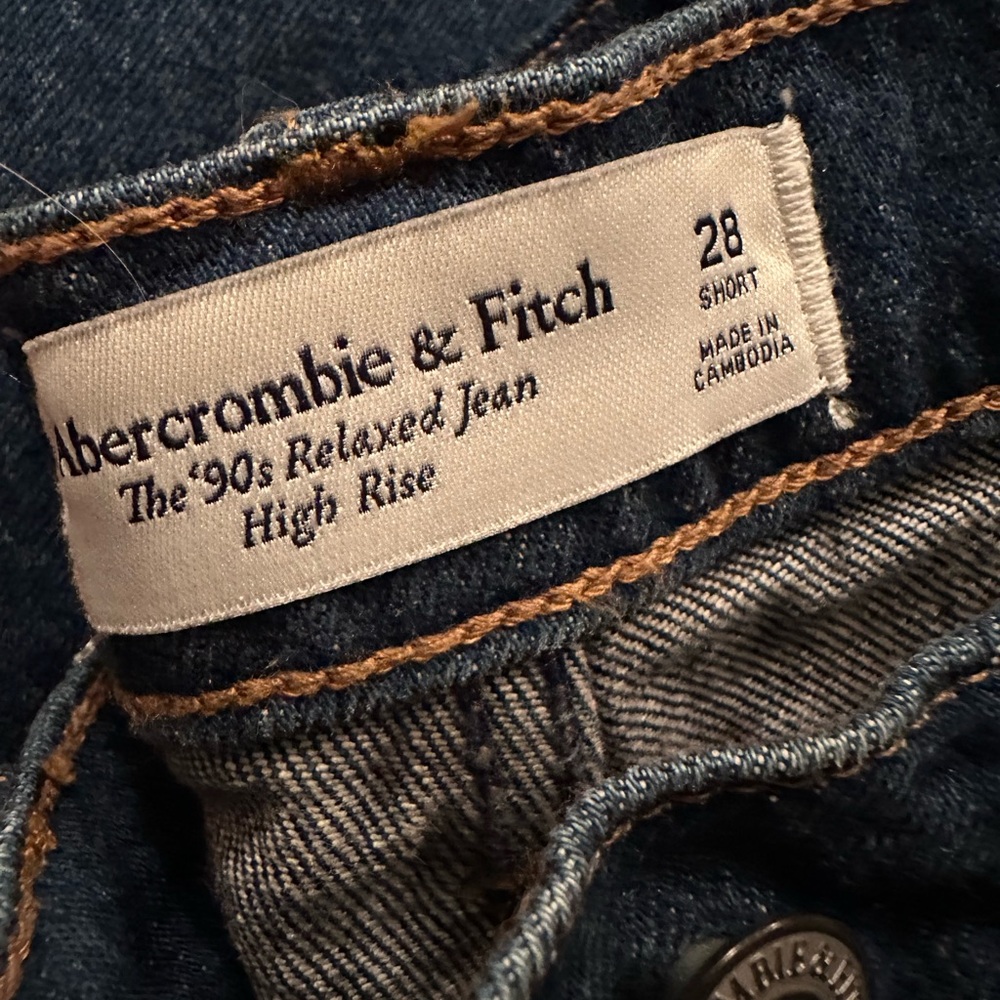 Abercrombie & Fitch
The '90s Relaxed Jean
High Rise
28
SHORT
MADE IN
CAMBODIA